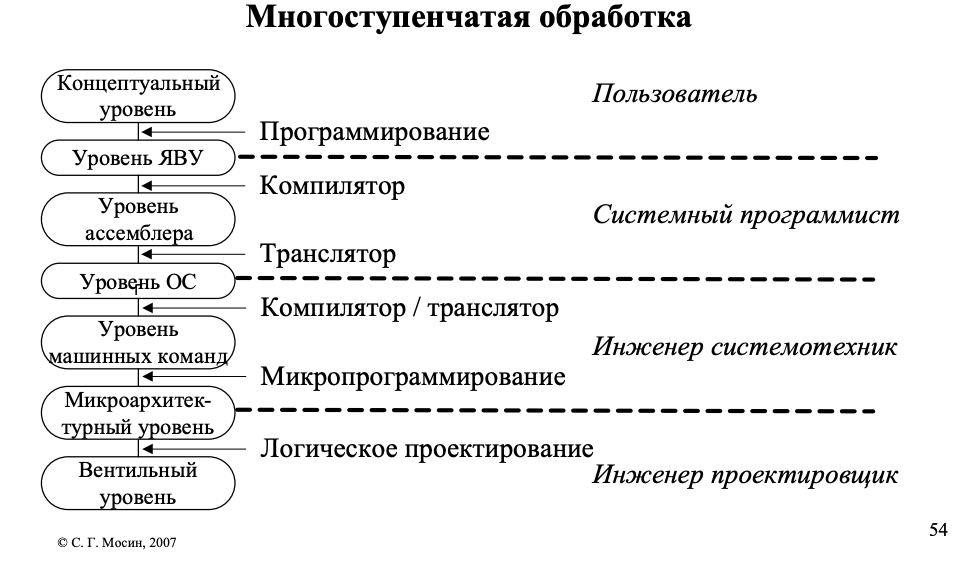 Многоступенчатая обработка
Концептуальный
уровень
Пользователь
Программирование
Уровень ЯВУ
Компилятор
Уровень
ассемблера
Системный программист
Транслятор
Уровень ОС
Компилятор / транслятор
Уровень
машинных команд
Инженер системотехник
Микропрограммирование
Микроархитек-
турный уровень
Логическое проектирование
Вентильный
уровень
Инженер проектировщик
54
© С. Г. Мосин, 2007